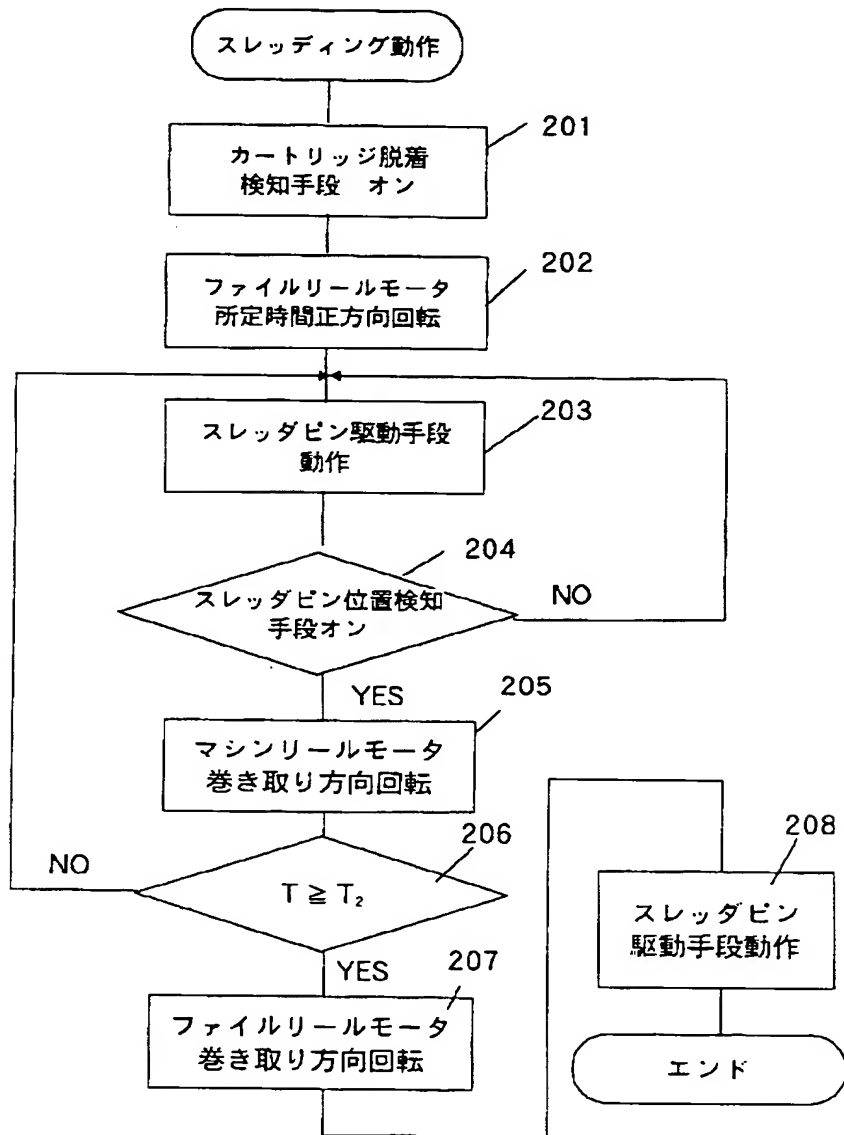 スレッディング動作
201
カートリッジ脱着
検知手段 オン
202
ファイルリールモータ
所定時間正方向回転
203
スレッダピン駆動手段
動作
204
スレッダピン位置検知
手段オン
NO
YES
205
マシンリールモータ
巻き取り方向回転
206
NO
T ≧ T₂
YES
207
ファイルリールモータ
巻き取り方向回転
208
スレッダピン
駆動手段動作
エンド